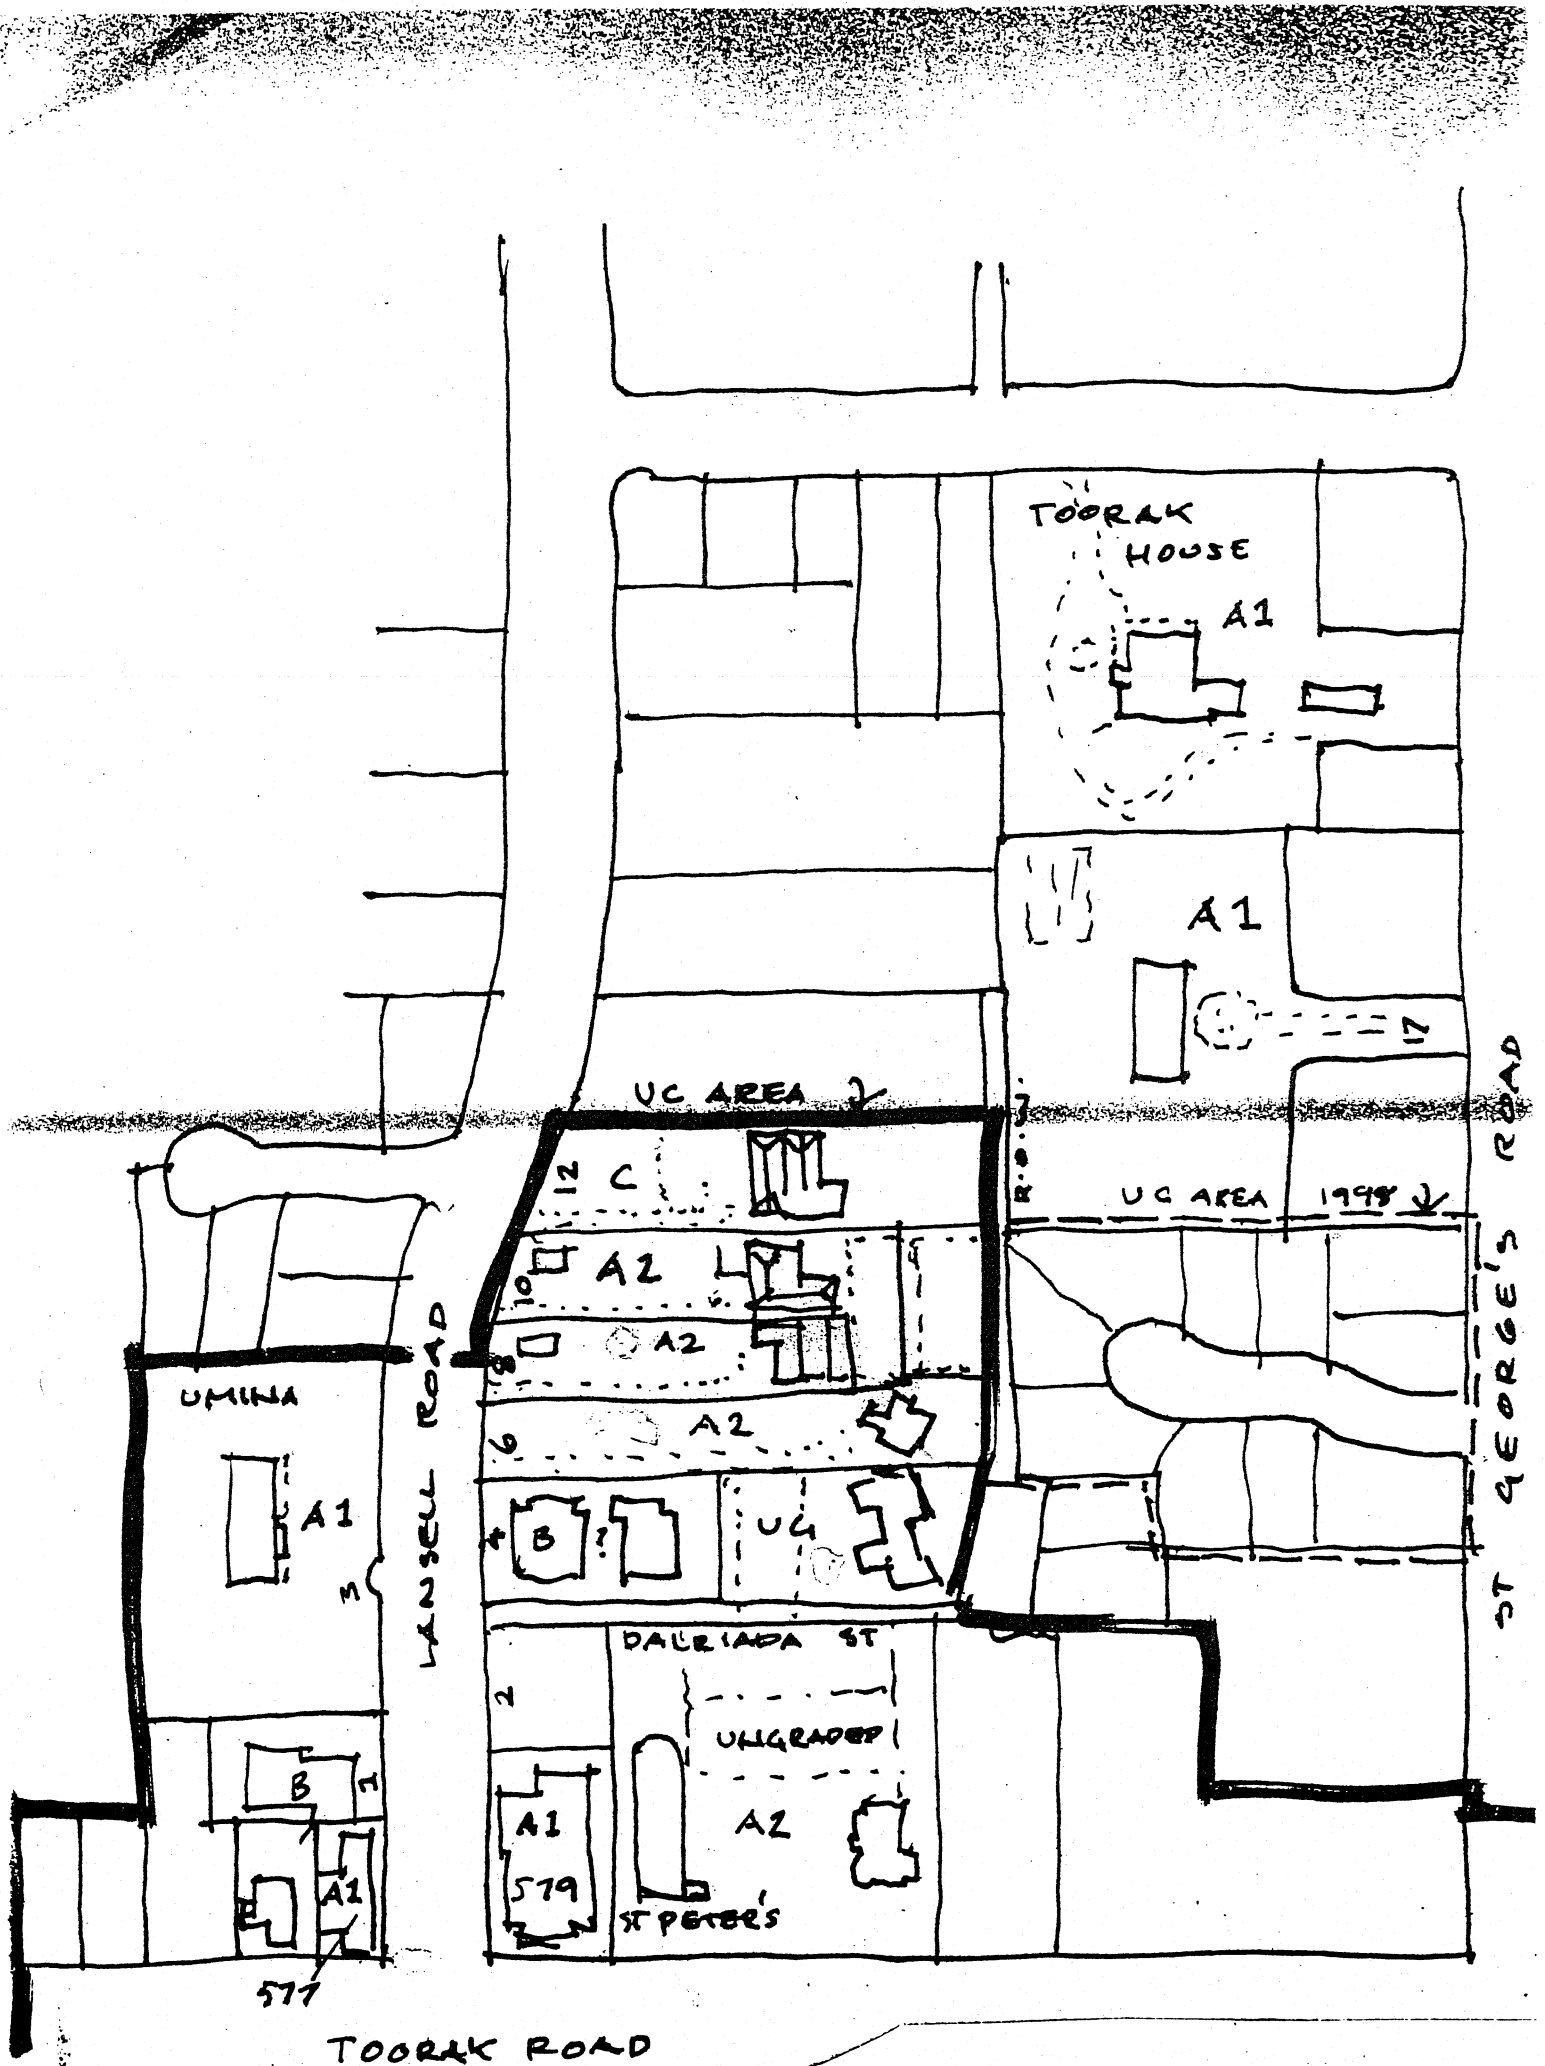 TOORAK
HOUSE
A1
A1
17
UC AREA
R.O.W.
12
C
UC AREA 1998
10
A2
8
A2
UMINA
6
A2
A1
3
LANSELL ROAD
4
B
?
UG
ST GEORGE'S ROAD
DALRIADA ST
2
UNGRADED
B
1
A1
A2
A1
579
ST PETER'S
577
TOORAK ROAD